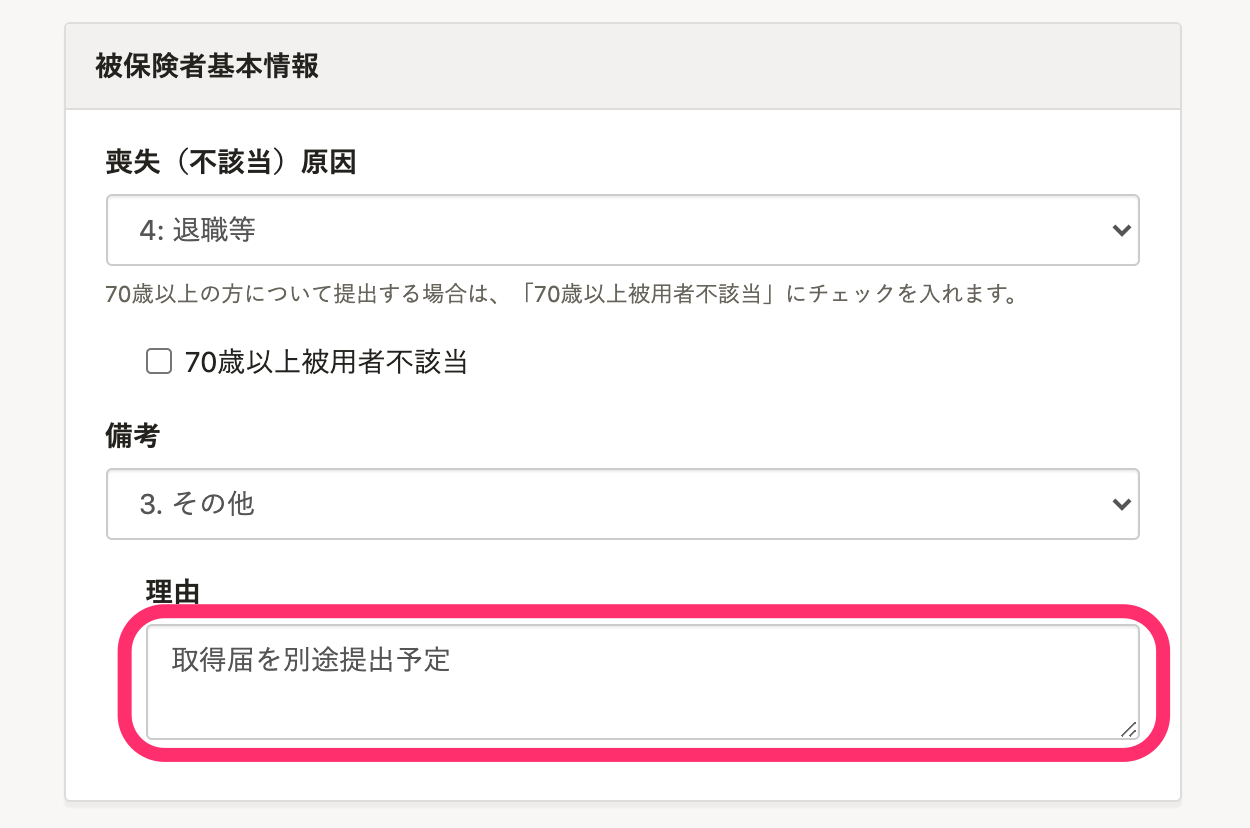 被保険者基本情報
喪失（不該当）原因
4: 退職等
70歳以上の方について提出する場合は、「70歳以上被用者不該当」にチェックを入れます。
70歳以上被用者不該当
備考
3. その他
理由
取得届を別途提出予定